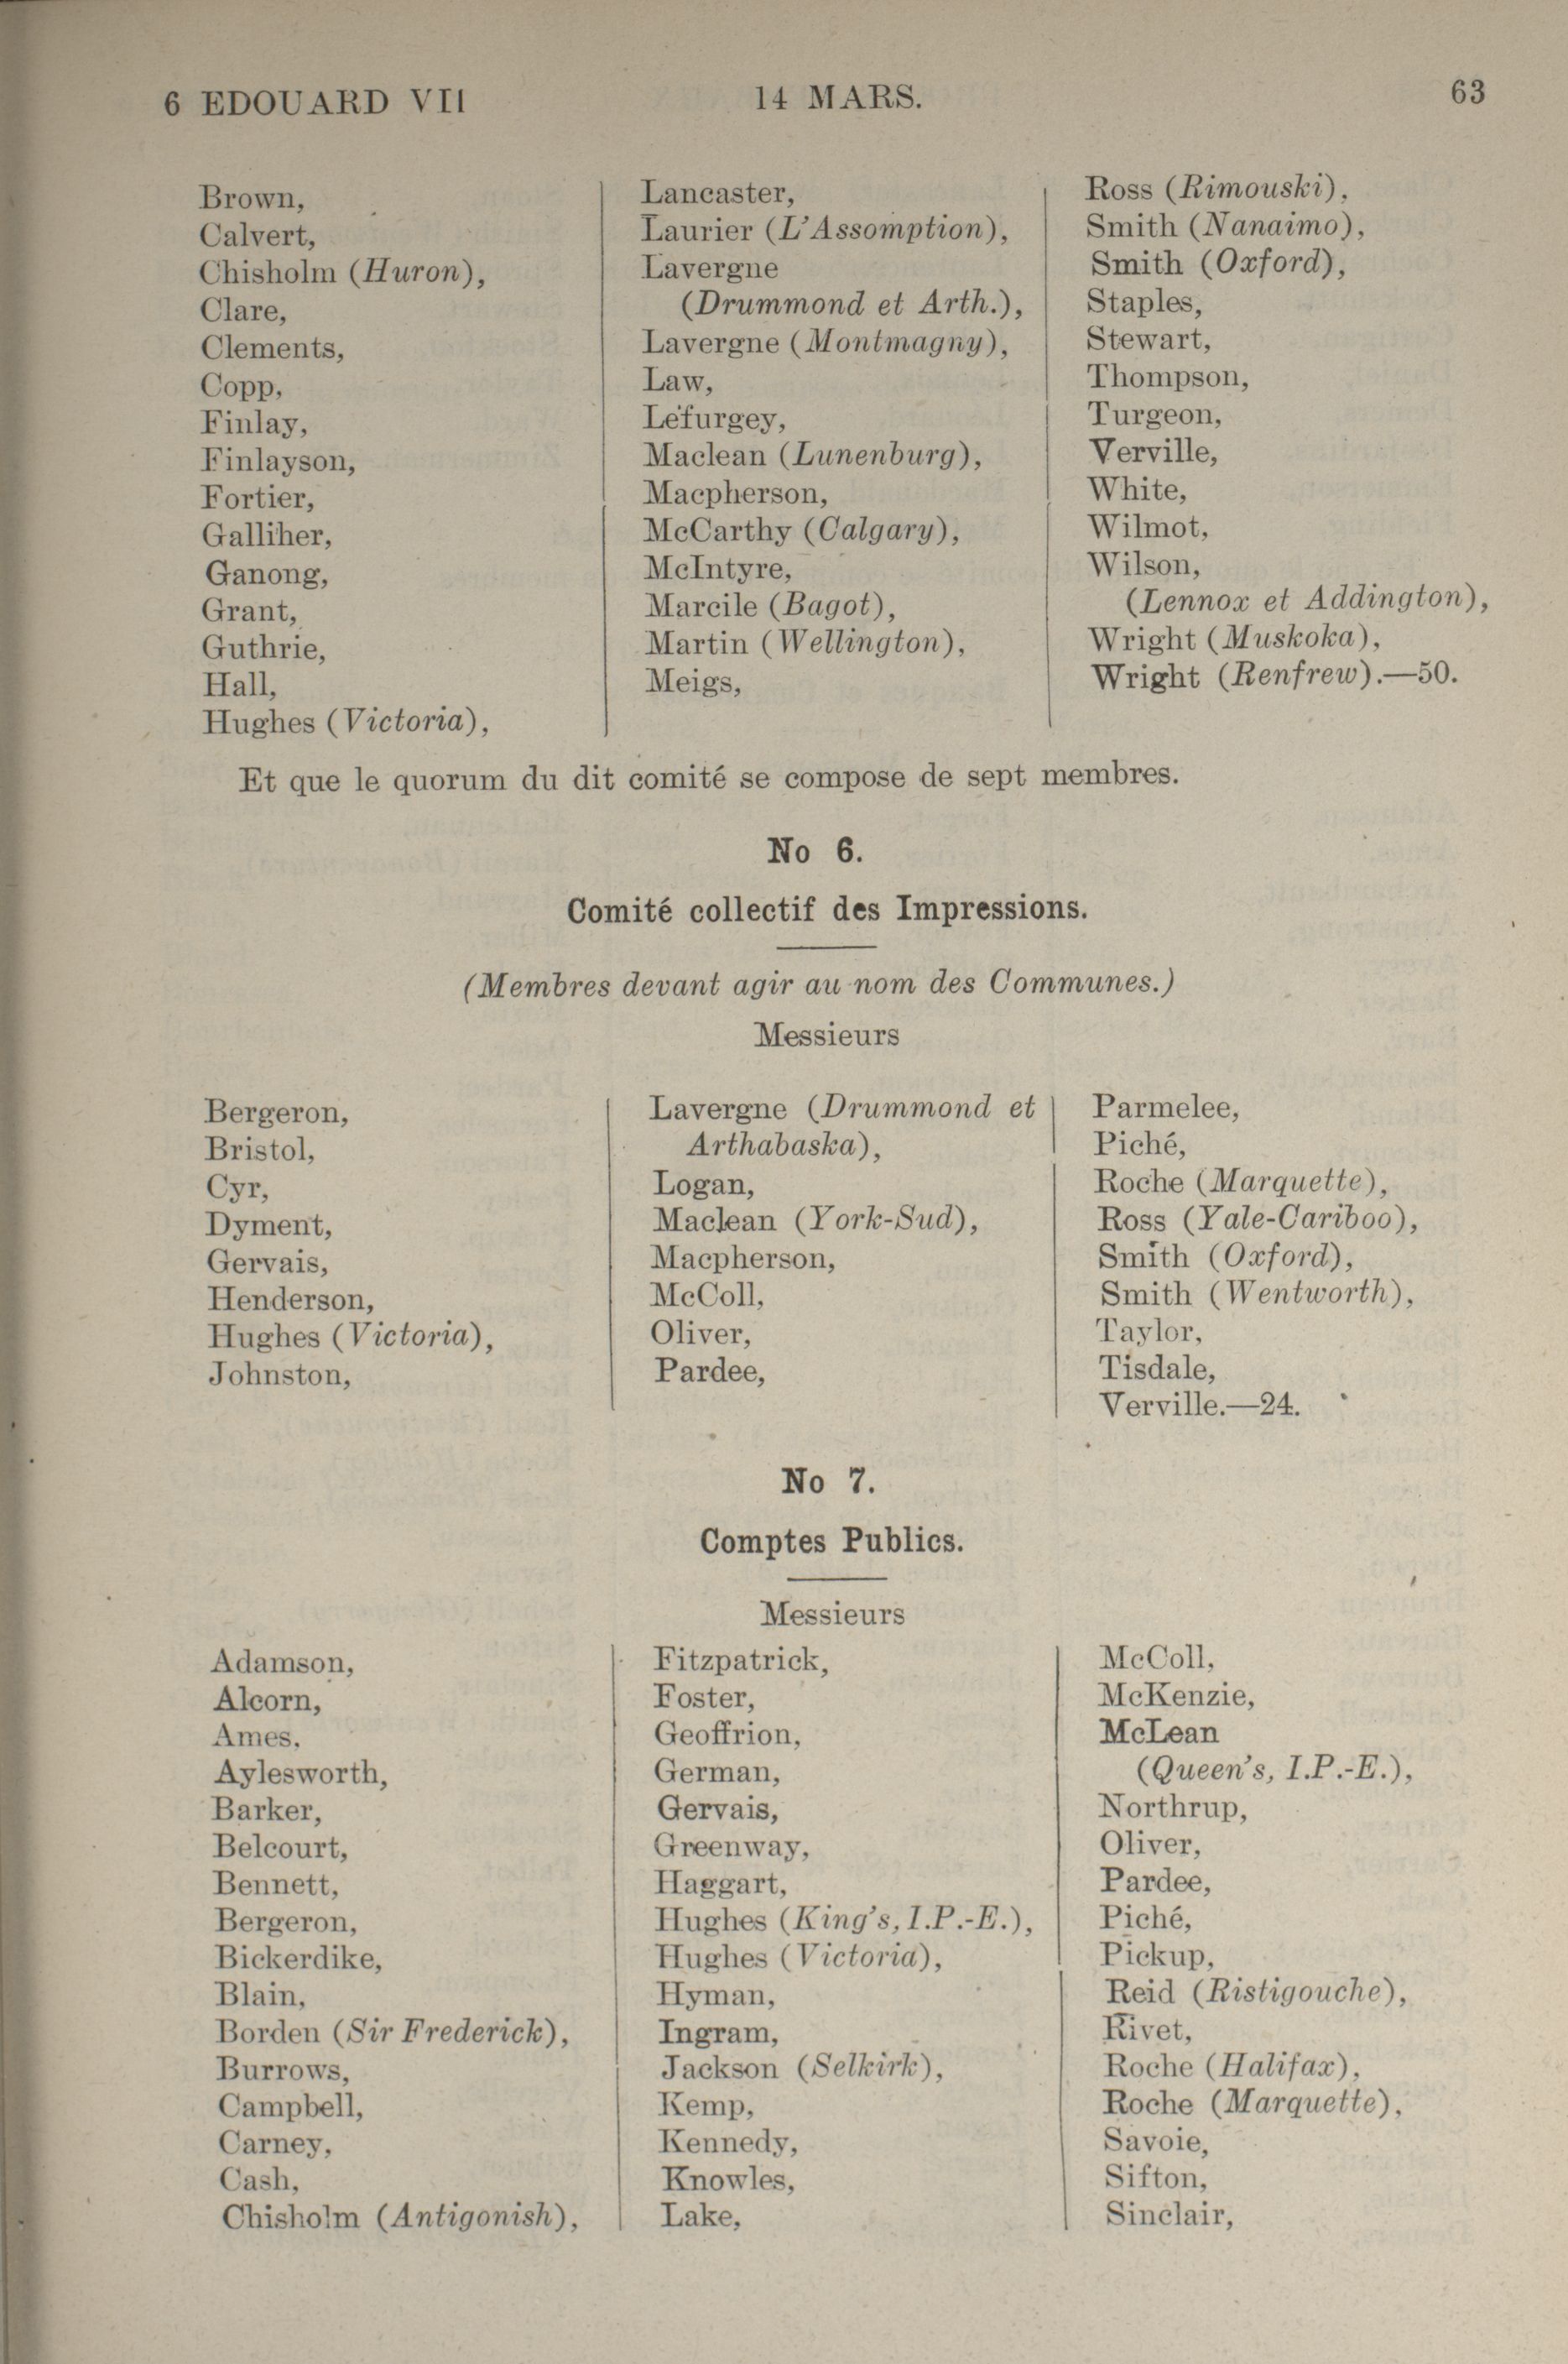 6 EDOUARD VII
14 MARS.
63
Brown,
Calvert,
Chisholm (Huron),
Clare,
Clements,
Copp,
Finlay,
Finlayson,
Fortier,
Galliher,
Ganong,
Grant,
Guthrie,
Hall,
Hughes (Victoria),
Lancaster,
Laurier (L'Assomption),
Lavergne
(Drummond et Arth.),
Lavergne (Montmagny),
Law,
Lefurgey,
Maclean (Lunenburg),
Macpherson,
McCarthy (Calgary),
McIntyre,
Marcile (Bagot),
Martin (Wellington),
Meigs,
Ross (Rimouski),
Smith (Nanaimo),
Smith (Oxford),
Staples,
Stewart,
Thompson,
Turgeon,
Verville,
White,
Wilmot,
Wilson,
(Lennox et Addington),
Wright (Muskoka),
Wright (Renfrew).—50.
Et que le quorum du dit comité se compose de sept membres.
No 6.
Comité collectif des Impressions.
(Membres devant agir au nom des Communes.)
Messieurs
Bergeron,
Bristol,
Cyr,
Dyment,
Gervais,
Henderson,
Hughes (Victoria),
Johnston,
Lavergne (Drummond et
Arthabaska),
Logan,
Maclean (York-Sud),
Macpherson,
McColl,
Oliver,
Pardee,
Parmelee,
Piché,
Roche (Marquette),
Ross (Yale-Cariboo),
Smith (Oxford),
Smith (Wentworth),
Taylor,
Tisdale,
Verville.—24.
No 7.
Comptes Publics.
Messieurs
Adamson,
Alcorn,
Ames,
Aylesworth,
Barker,
Belcourt,
Bennett,
Bergeron,
Bickerdike,
Blain,
Borden (Sir Frederick),
Burrows,
Campbell,
Carney,
Cash,
Chisholm (Antigonish),
Fitzpatrick,
Foster,
Geoffrion,
German,
Gervais,
Greenway,
Haggart,
Hughes (King's, I.P.-E.),
Hughes (Victoria),
Hyman,
Ingram,
Jackson (Selkirk),
Kemp,
Kennedy,
Knowles,
Lake,
McColl,
McKenzie,
McLean
(Queen's, I.P.-E.),
Northrup,
Oliver,
Pardee,
Piché,
Pickup,
Reid (Ristigouche),
Rivet,
Roche (Halifax),
Roche (Marquette),
Savoie,
Sifton,
Sinclair,